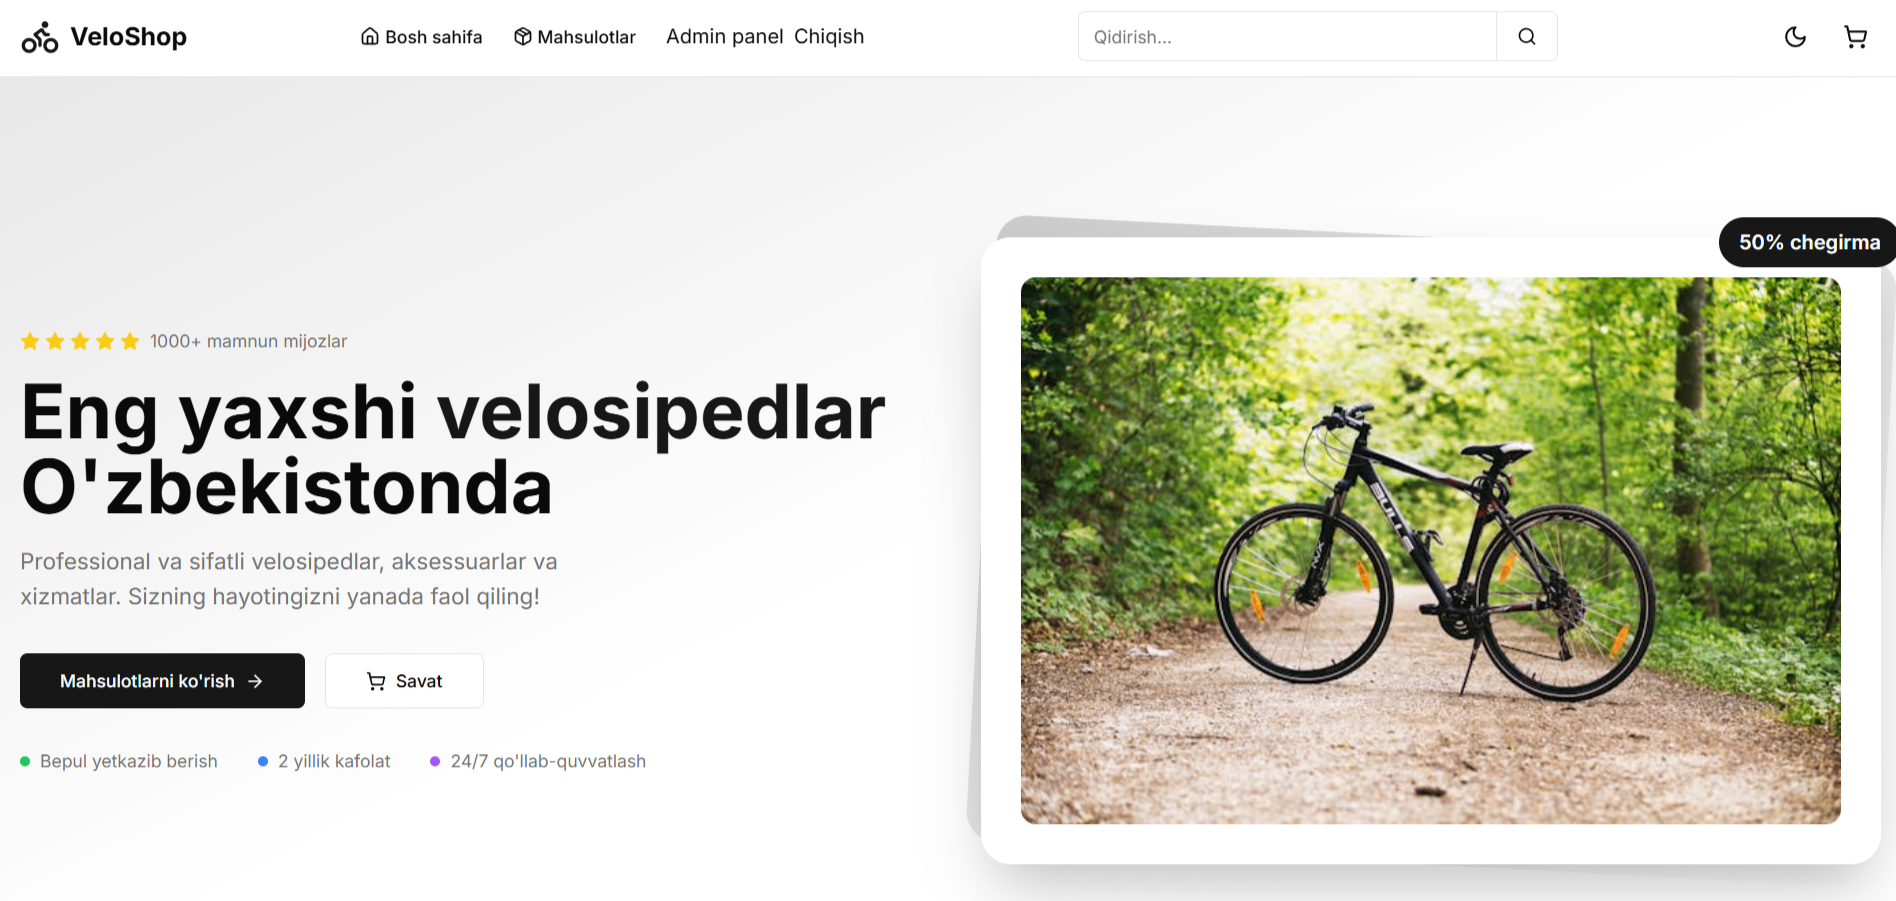 VeloShop
Bosh sahifa
Mahsulotlar
Admin panel
Chiqish
Qidirish...
50% chegirma
1000+ mamnun mijozlar
Eng yaxshi velosipedlar
O'zbekistonda
Professional va sifatli velosipedlar, aksessuarlar va
xizmatlar. Sizning hayotingizni yanada faol qiling!
Mahsulotlarni ko'rish
Savat
Bepul yetkazib berish
2 yillik kafolat
24/7 qo'llab-quvvatlash
BULLS
NVX